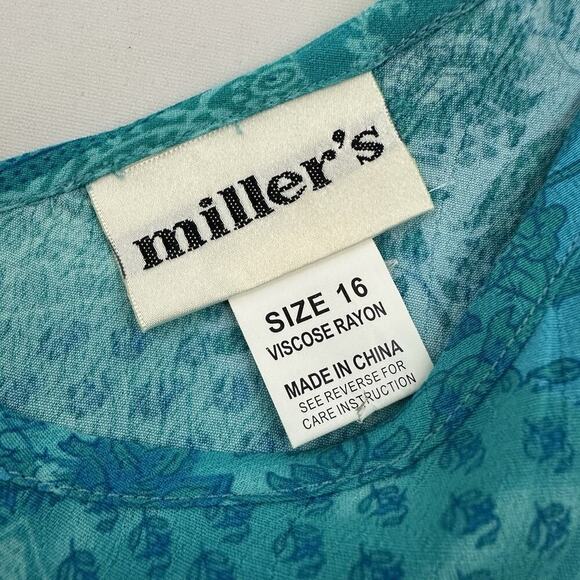 miller's
SIZE 16
VISCOSE RAYON
MADE IN CHINA
SEE REVERSE FOR
CARE INSTRUCTION